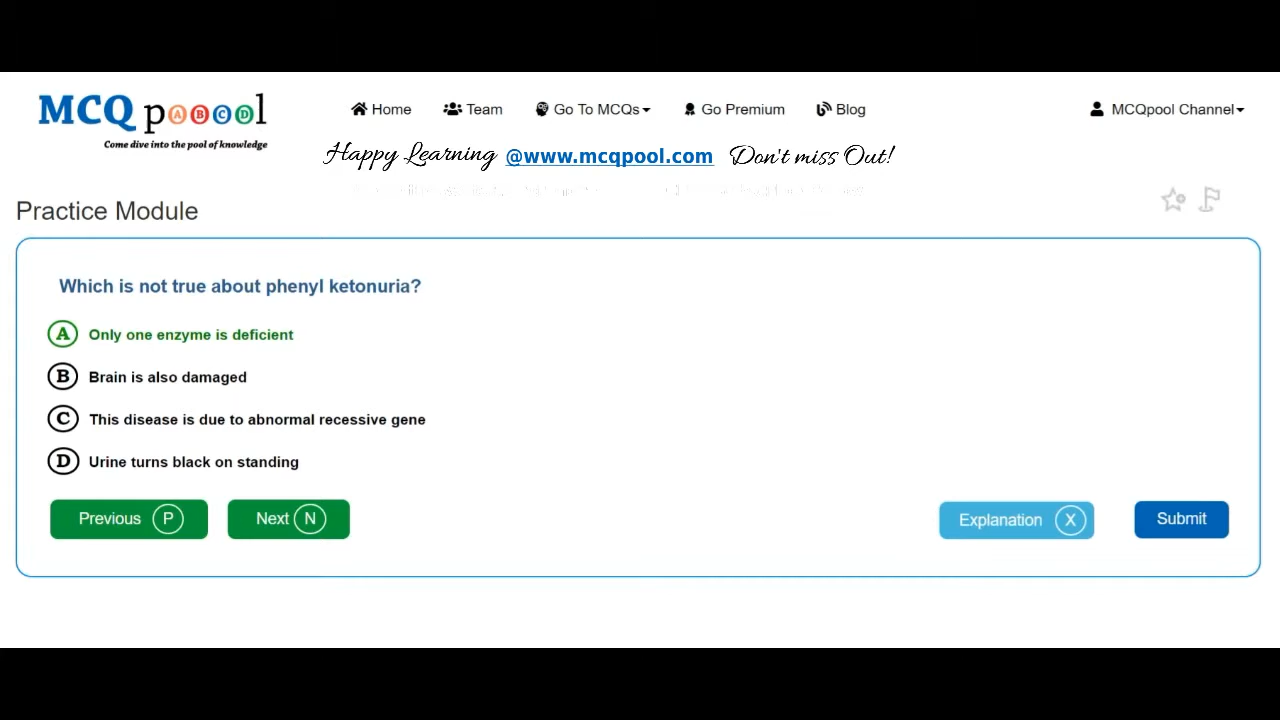 MCQ pool
Come dive into the pool of knowledge
Home Team Go To MCQs Go Premium Blog MCQpool Channel
Happy Learning @www.mcqpool.com Don't miss Out!
Practice Module
Which is not true about phenyl ketonuria?
A Only one enzyme is deficient
B Brain is also damaged
C This disease is due to abnormal recessive gene
D Urine turns black on standing
Previous P Next N Explanation X Submit